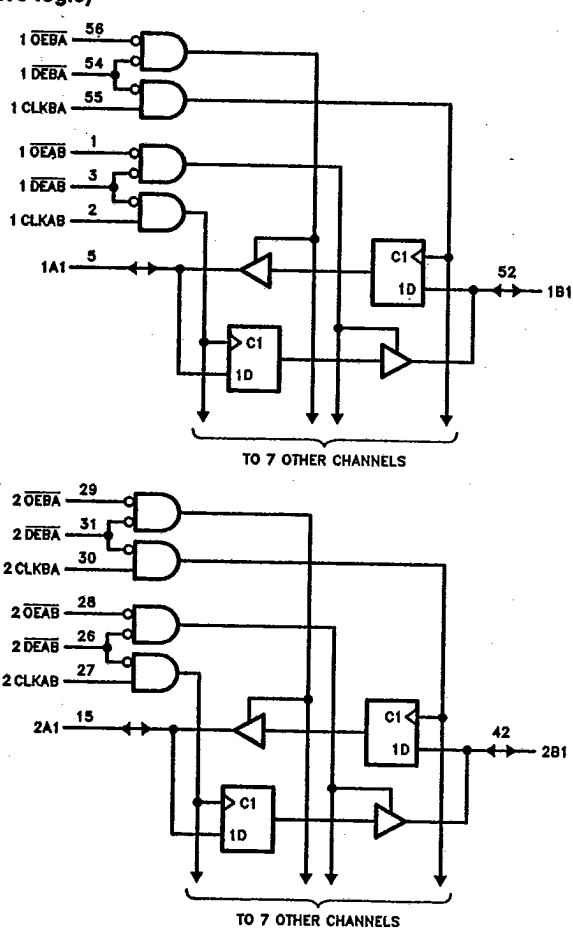 1 OEBA 56
1 DEBA 54
1 CLKBA 55
1 OEAB 1
1 DEAB 3
1 CLKAB 2
1A1 5
C1
1D
52
1B1
C1
1D
TO 7 OTHER CHANNELS
2 OEBA 29
2 DEBA 31
2 CLKBA 30
2 OEAB 28
2 DEAB 26
2 CLKAB 27
2A1 15
C1
1D
42
2B1
C1
1D
TO 7 OTHER CHANNELS